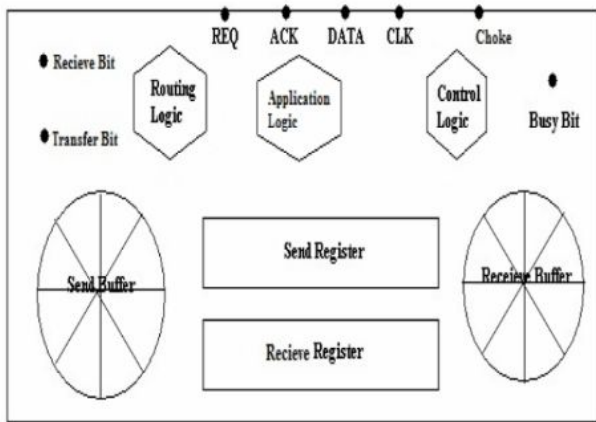 REQ ACK DATA CLK Choke
Recieve Bit
Transfer Bit
Routing
Logic
Application
Logic
Control
Logic
Busy Bit
Send Buffer
Send Register
Receieve Buffer
Recieve Register